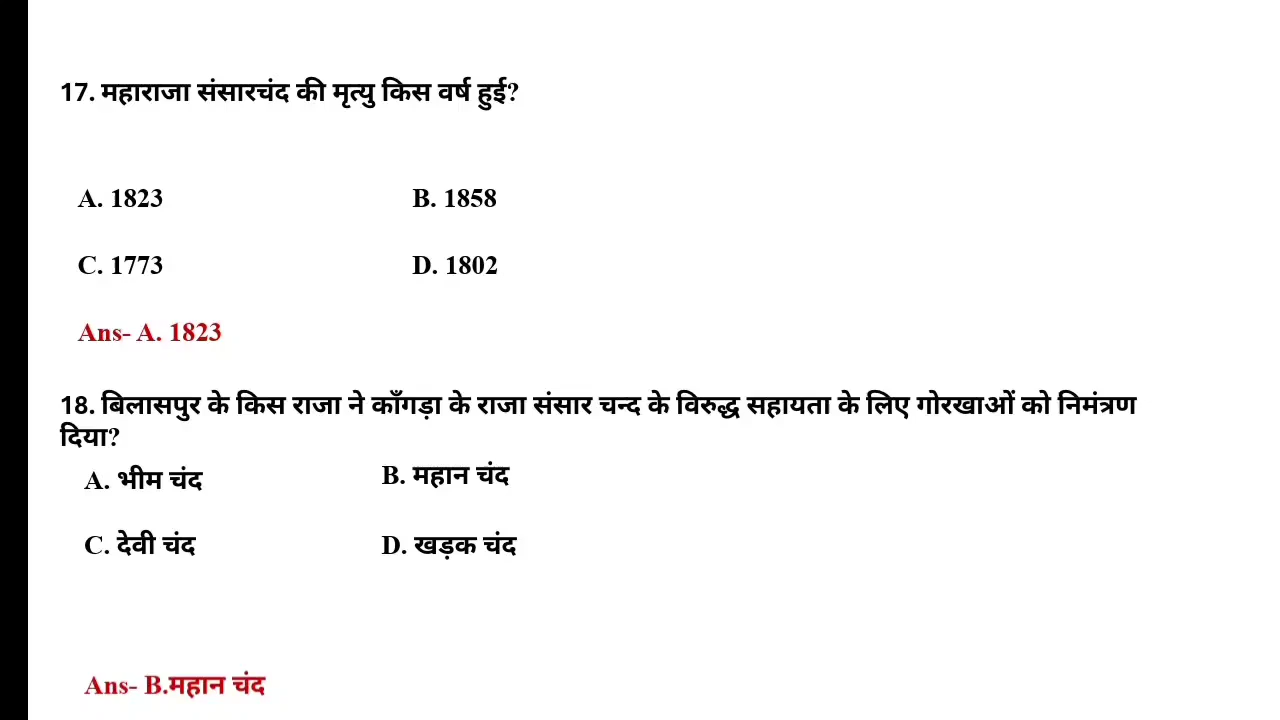 17. महाराजा संसारचंद की मृत्यु किस वर्ष हुई?
A. 1823 B. 1858
C. 1773 D. 1802
Ans- A. 1823
18. बिलासपुर के किस राजा ने काँगड़ा के राजा संसार चन्द के विरुद्ध सहायता के लिए गोरखाओं को निमंत्रण
दिया?
A. भीम चंद B. महान चंद
C. देवी चंद D. खड़क चंद
Ans- B.महान चंद